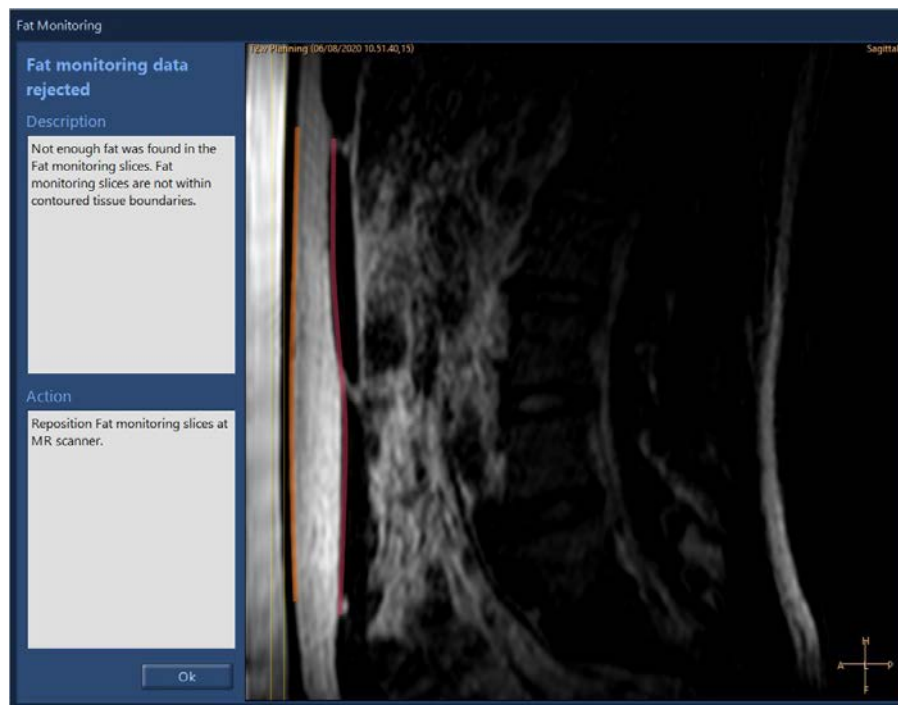 Fat Monitoring
Fat monitoring data
rejected
Description
Not enough fat was found in the
Fat monitoring slices. Fat
monitoring slices are not within
contoured tissue boundaries.
Action
Reposition Fat monitoring slices at
MR scanner.
Ok
Planning (06/08/2020 10.51.40,15)
Sagittal
H
A
L
P
F